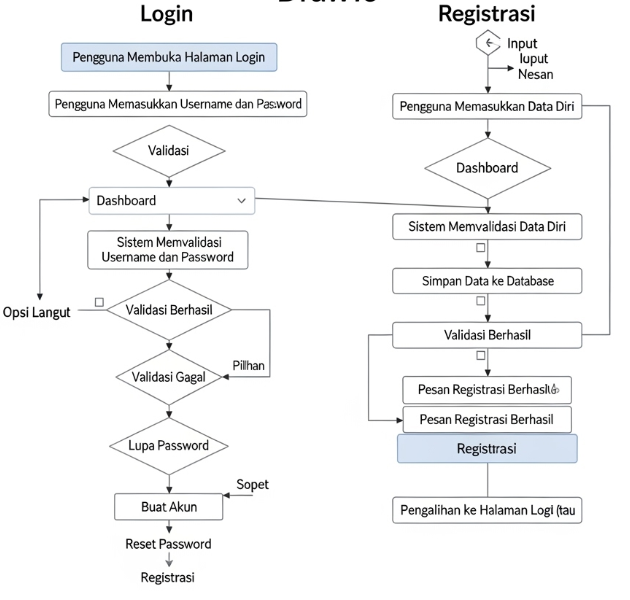 Login
Pengguna Membuka Halaman Login
Pengguna Memasukkan Username dan Password
Validasi
Dashboard
Sistem Memvalidasi
Username dan Password
Opsi Langut
Validasi Berhasil
Pilhan
Validasi Gagal
Lupa Password
Sopet
Buat Akun
Reset Password
Registrasi
Registrasi
Input
Iuput
Nesan
Pengguna Memasukkan Data Diri
Dashboard
Sistem Memvalidasi Data Diri
Simpan Data ke Database
Validasi Berhasil
Pesan Registrasi
Pesan Registrasi Berhasil
Registtrasi
Pengalihan ke Halaman Logi (tau